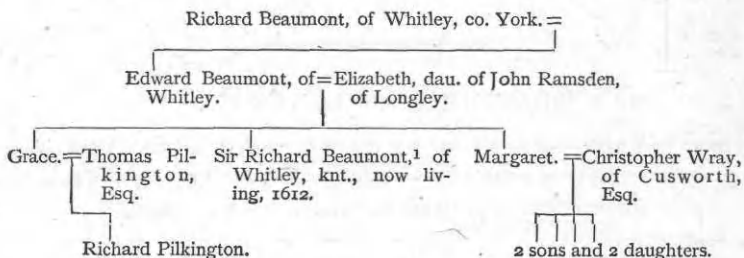 Richard Beaumont, of Whitley, co. York.=
Edward Beaumont, of=Elizabeth, dau. of John Ramsden,
Whitley.
of Longley.
Grace.=Thomas Pil-
kington,
Esq.
Sir Richard Beaumont,¹ of
Whitley, knt., now liv-
ing, 1612.
Margaret.=Christopher Wray,
of Cusworth,
Esq.
Richard Pilkington.
2 sons and 2 daughters.